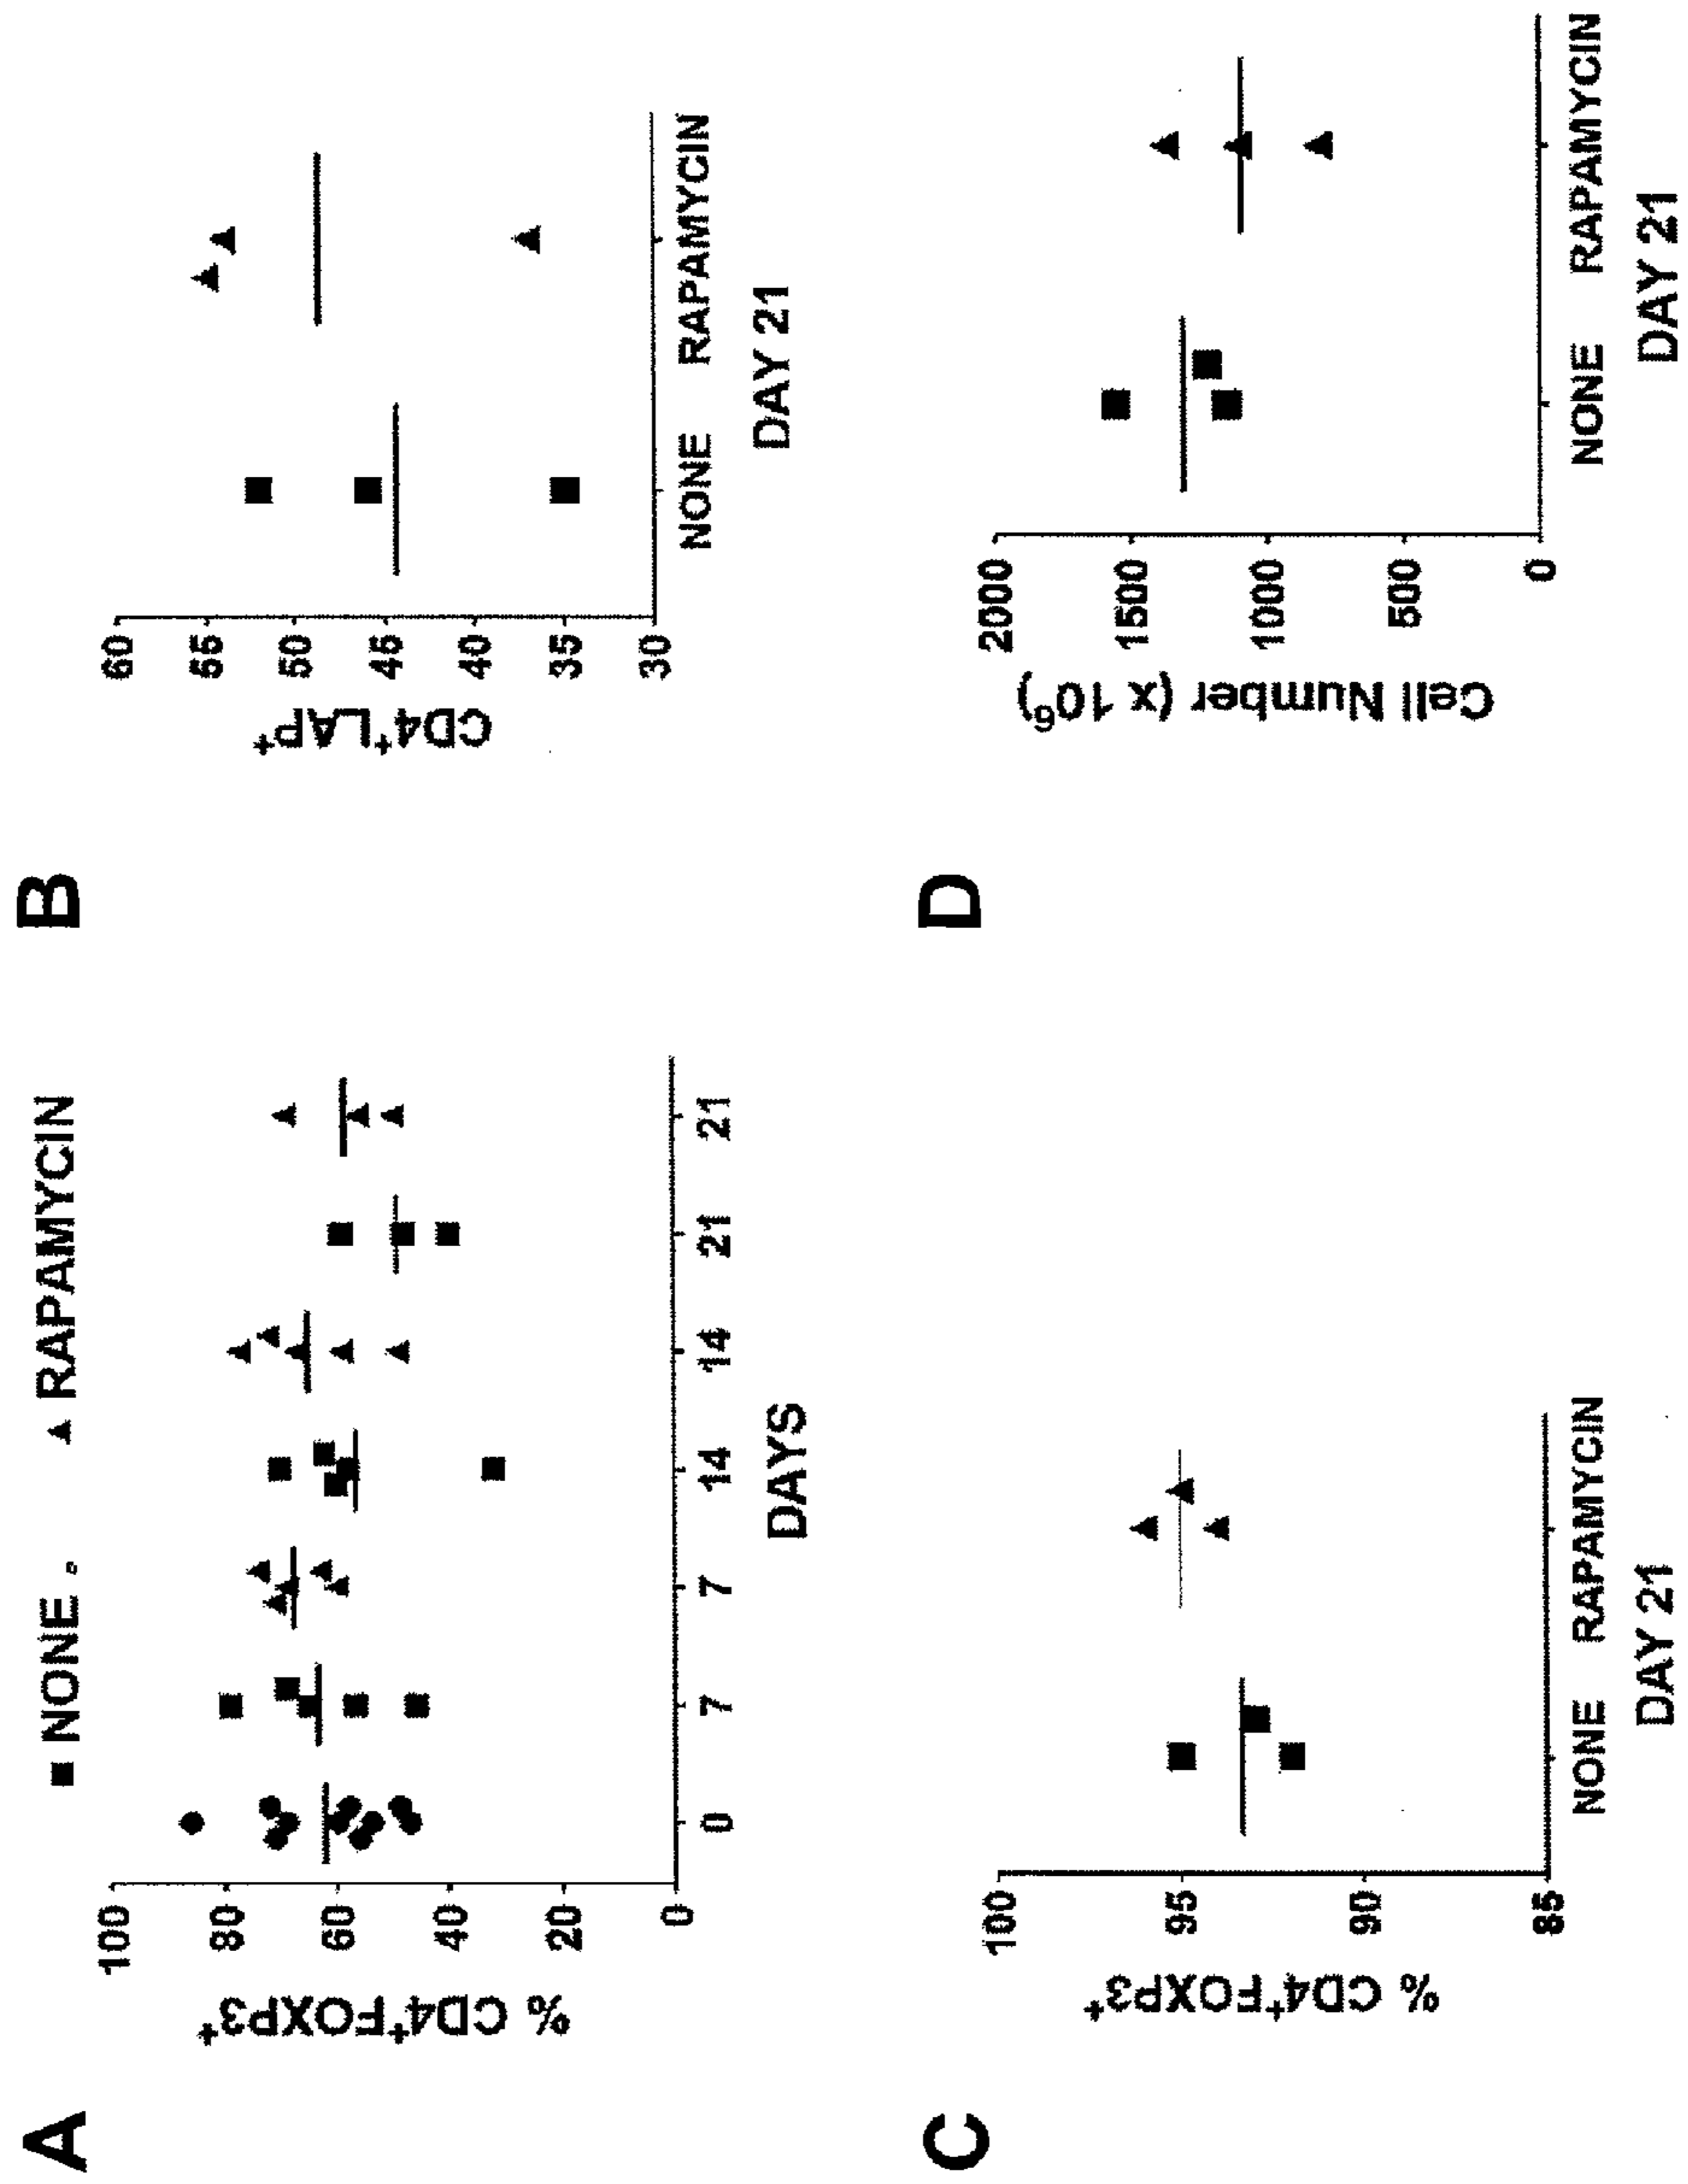 A
■ NONE ▲ RAPAMYCIN
% CD4⁺FOXP3⁺
100
80
60
40
20
0
0 7 7 14 14 21 21
DAYS
B
CD4⁺LAP⁺
60
55
50
45
40
35
30
NONE RAPAMYCIN
DAY 21
C
% CD4⁺FOXP3⁺
100
95
90
85
NONE RAPAMYCIN
DAY 21
D
Cell Number (x 10⁶)
2000
1500
1000
500
0
NONE RAPAMYCIN
DAY 21